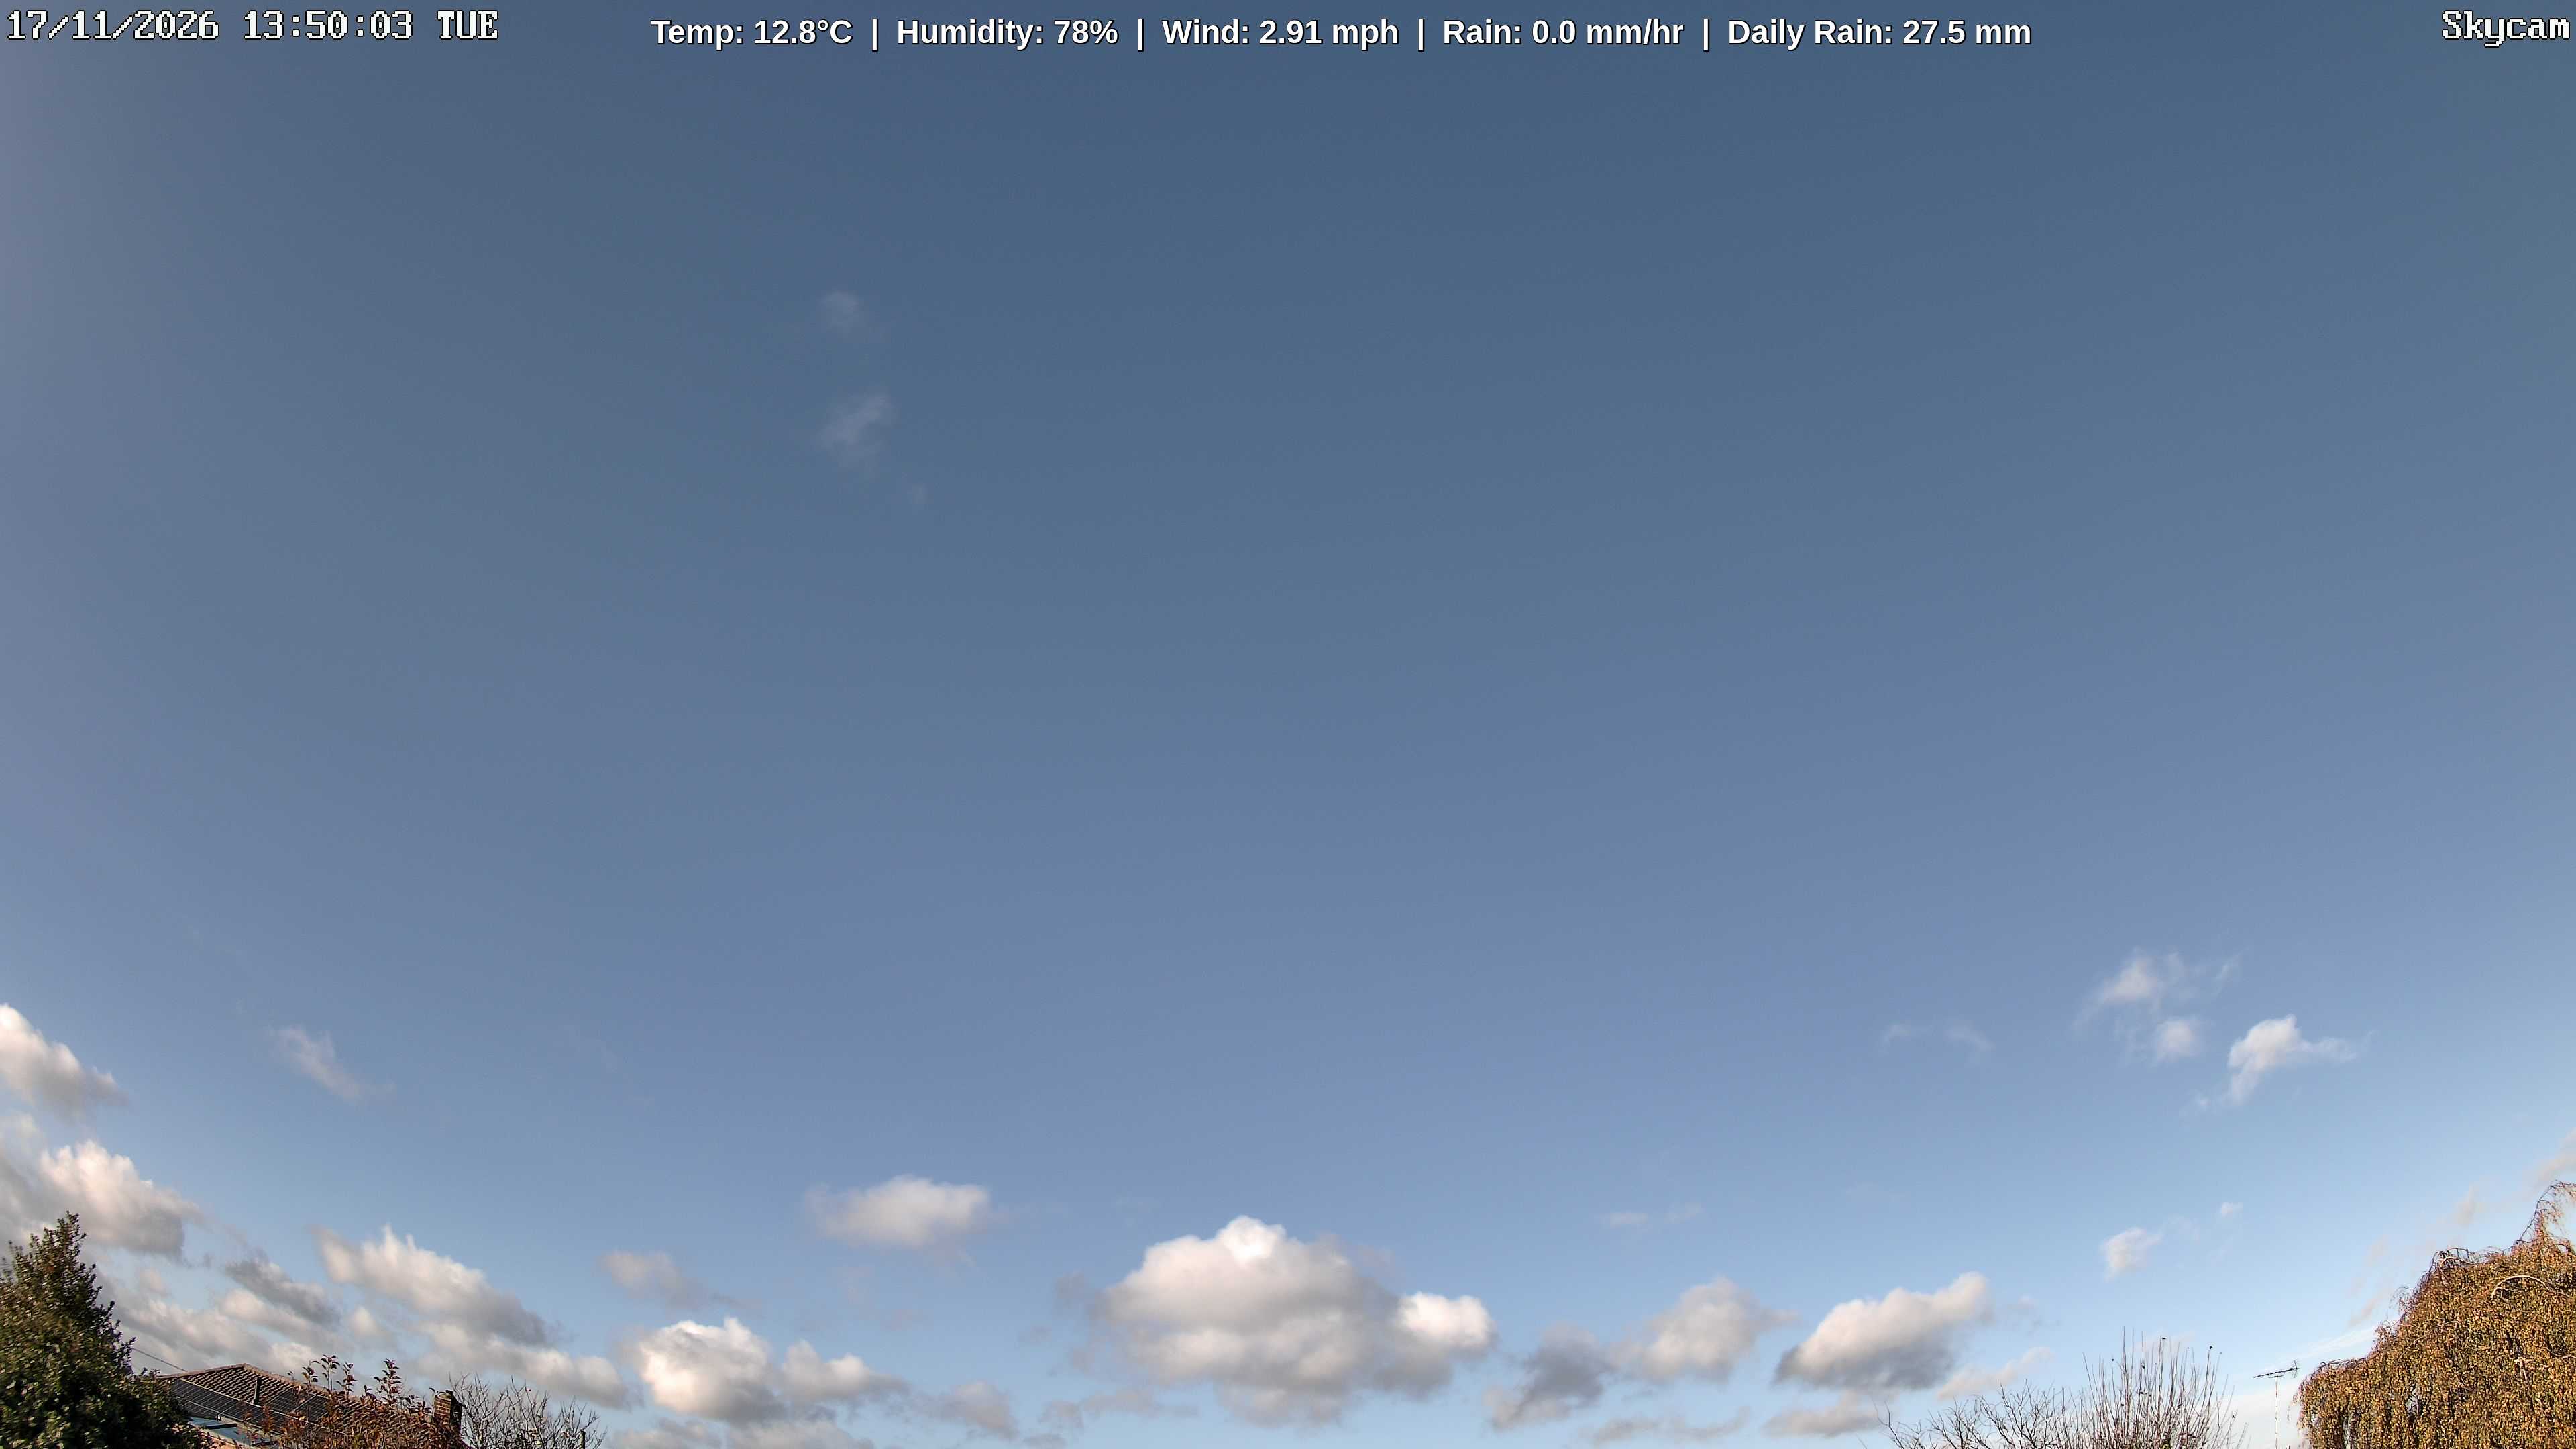 17/11/2026 13:50:03 TUE
Temp: 12.8°C | Humidity: 78% | Wind: 2.91 mph | Rain: 0.0 mm/hr | Daily Rain: 27.5 mm
Skycam